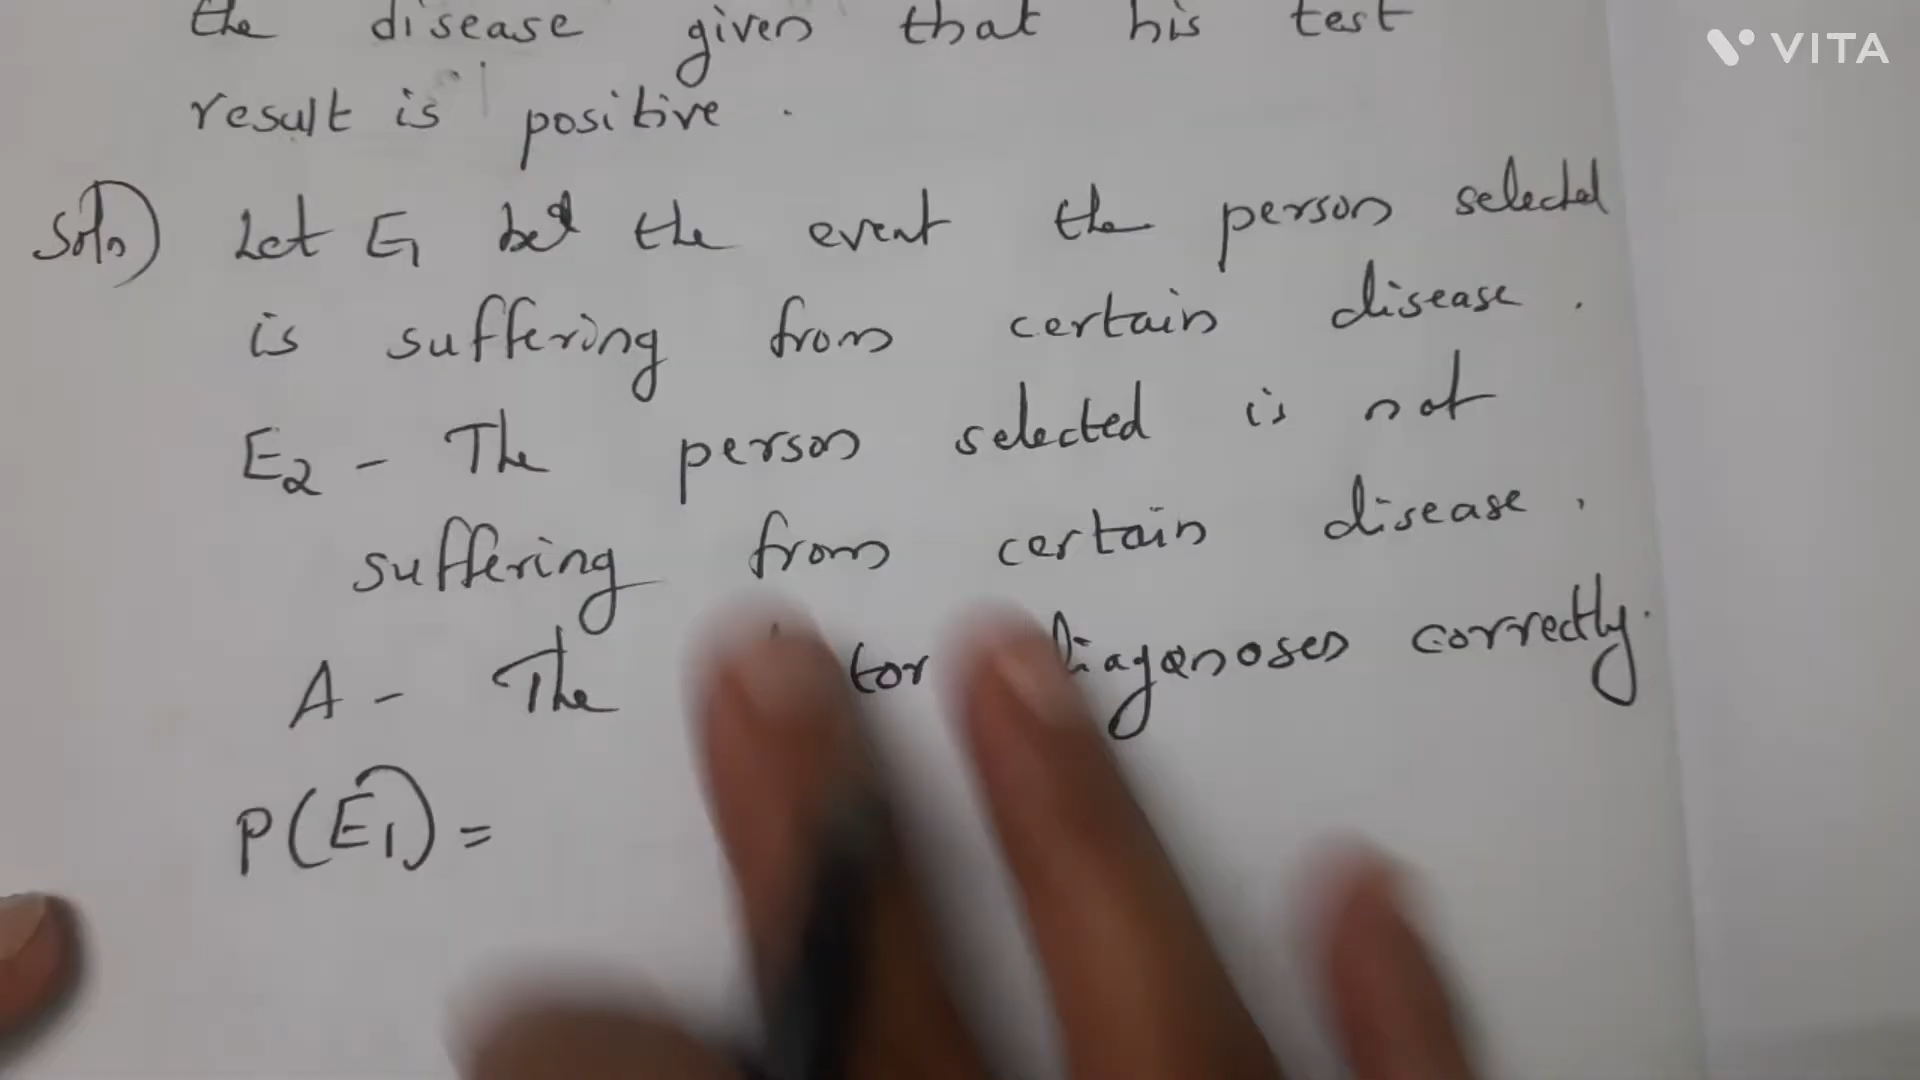 the disease given that his test
result is positive.
Soln) Let E1 be the event the person selected
is suffering from certain disease.
E2 - The person selected is not
suffering from certain disease.
A - The diagnoses correctly.
P(E1) =
VITA